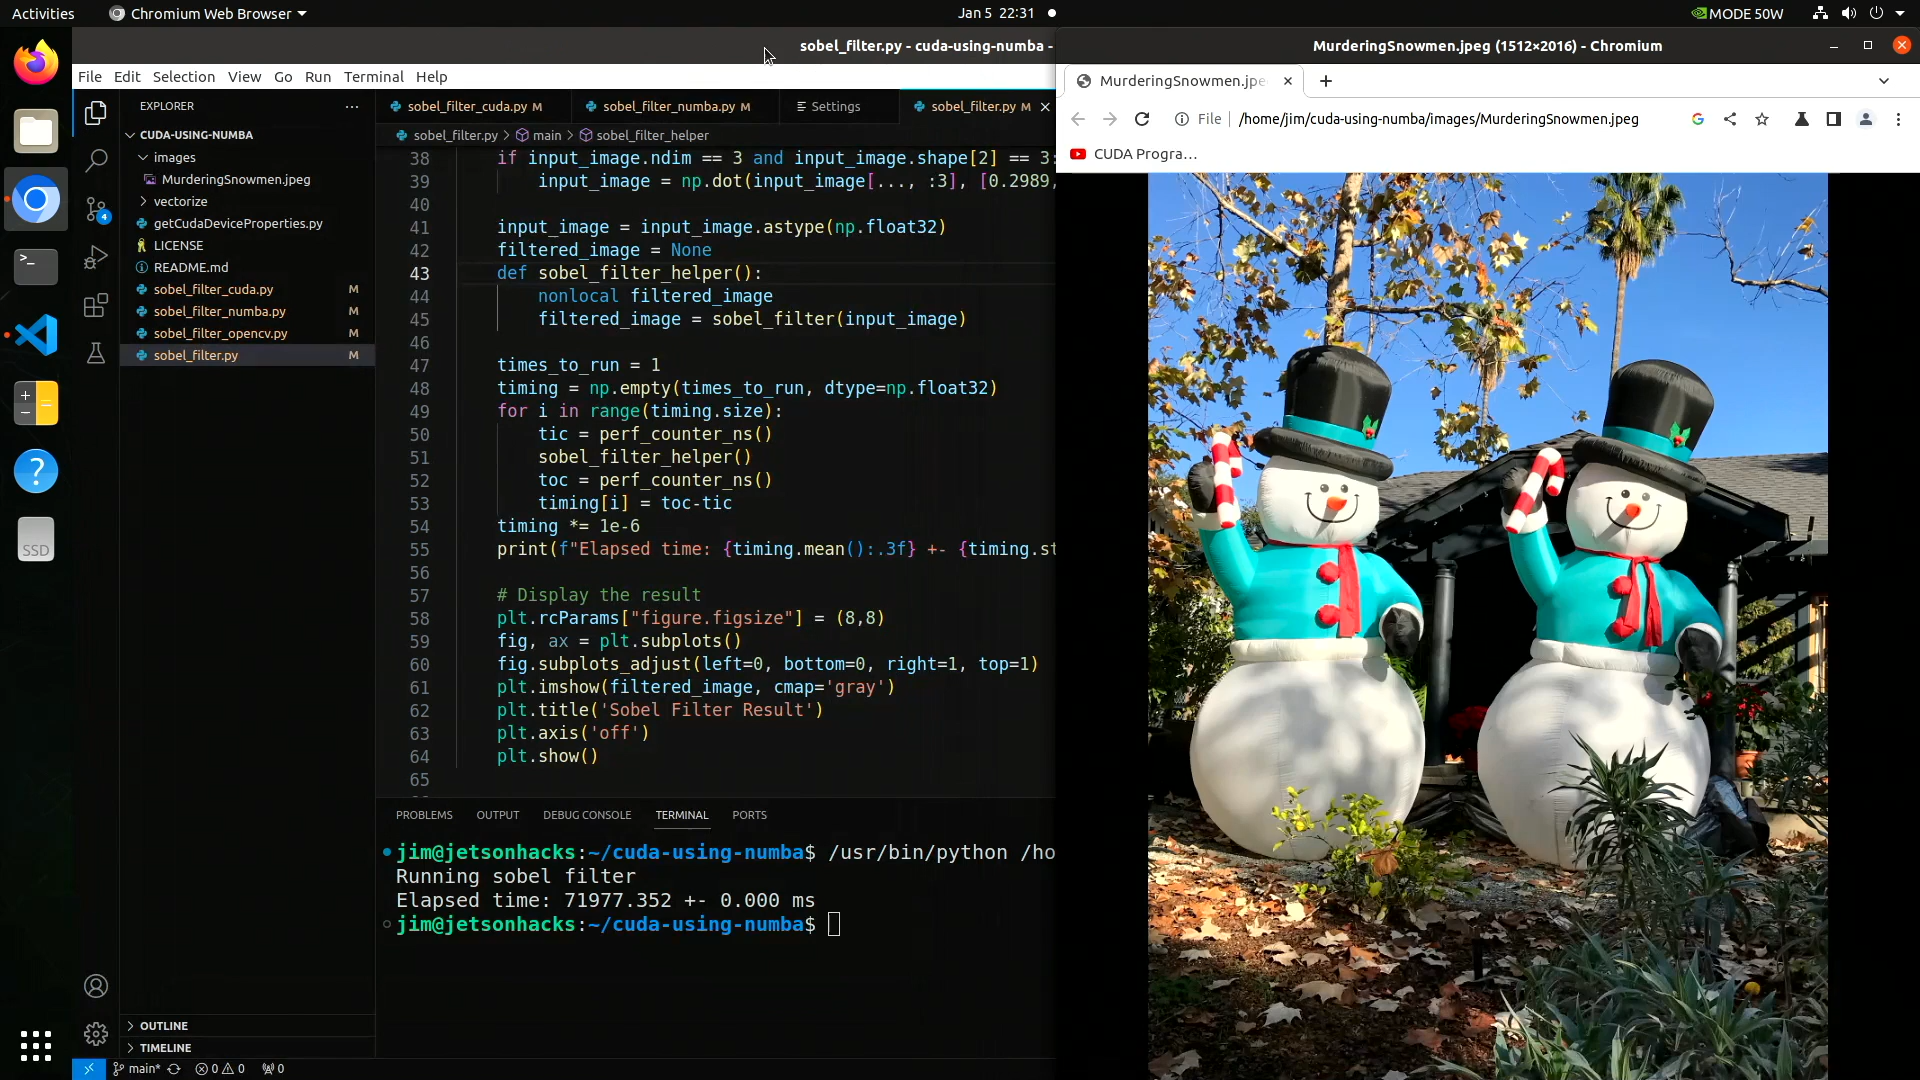 Activities
Chromium Web Browser
Jan 5 22:31
MODE 50W
sobel_filter.py - cuda-using-numba -
File Edit Selection View Go Run Terminal Help
EXPLORER
CUDA-USING-NUMBA
images
MurderingSnowmen.jpeg
vectorize
getCudaDeviceProperties.py
LICENSE
README.md
sobel_filter_cuda.py M
sobel_filter_numba.py M
sobel_filter_opencv.py M
sobel_filter.py M
OUTLINE
TIMELINE
4
SSD
sobel_filter_cuda.py M sobel_filter_numba.py M Settings sobel_filter.py M
sobel_filter.py > main > sobel_filter_helper
38 if input_image.ndim == 3 and input_image.shape[2] == 3:
39 input_image = np.dot(input_image[..., :3], [0.2989,
40
41 input_image = input_image.astype(np.float32)
42 filtered_image = None
43 def sobel_filter_helper():
44 nonlocal filtered_image
45 filtered_image = sobel_filter(input_image)
46
47 times_to_run = 1
48 timing = np.empty(times_to_run, dtype=np.float32)
49 for i in range(timing.size):
50 tic = perf_counter_ns()
51 sobel_filter_helper()
52 toc = perf_counter_ns()
53 timing[i] = toc-tic
54 timing *= 1e-6
55 print(f"Elapsed time: {timing.mean():.3f} +- {timing.st
56
57 # Display the result
58 plt.rcParams["figure.figsize"] = (8,8)
59 fig, ax = plt.subplots()
60 fig.subplots_adjust(left=0, bottom=0, right=1, top=1)
61 plt.imshow(filtered_image, cmap='gray')
62 plt.title('Sobel Filter Result')
63 plt.axis('off')
64 plt.show()
65
PROBLEMS OUTPUT DEBUG CONSOLE TERMINAL PORTS
jim@jetsonhacks:~/cuda-using-numba$ /usr/bin/python /ho
Running sobel filter
Elapsed time: 71977.352 +- 0.000 ms
jim@jetsonhacks:~/cuda-using-numba$
main* 0 0 0
MurderingSnowmen.jpeg (1512×2016) - Chromium
MurderingSnowmen.jpe
File /home/jim/cuda-using-numba/images/MurderingSnowmen.jpeg
CUDA Progra…